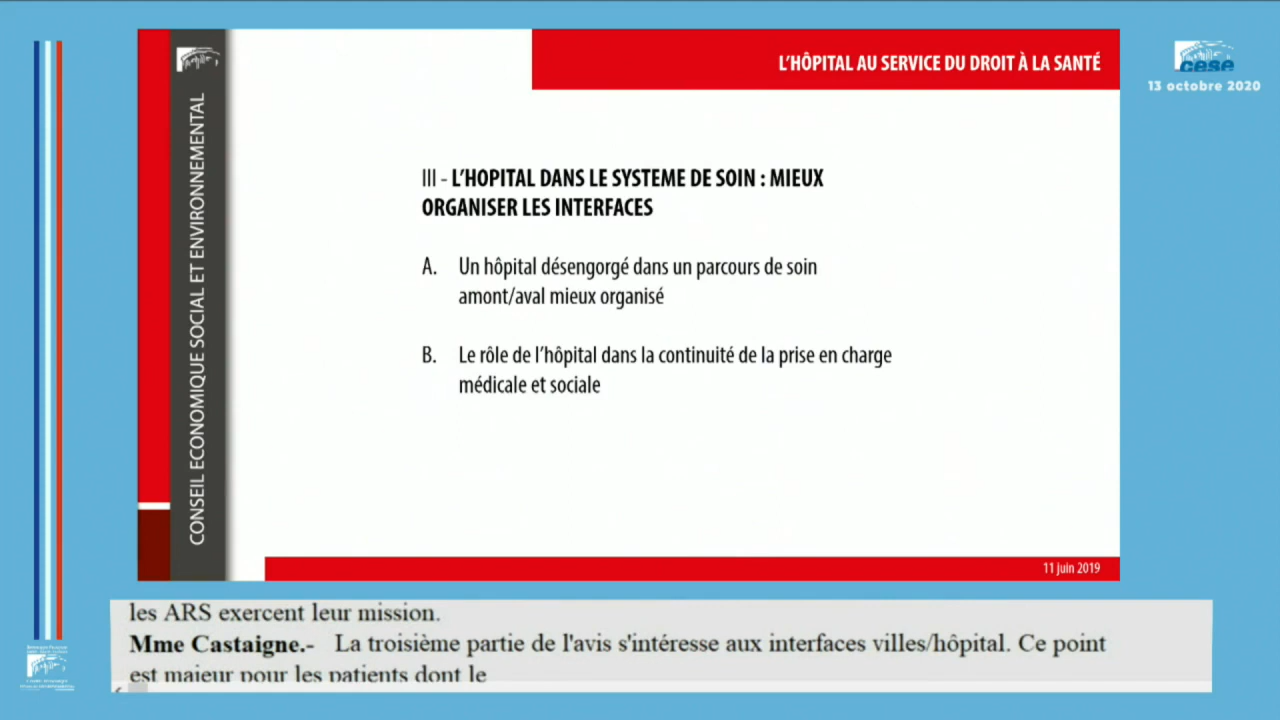 L'HÔPITAL AU SERVICE DU DROIT À LA SANTÉ
cese
13 octobre 2020
CONSEIL ECONOMIQUE SOCIAL ET ENVIRONNEMENTAL
III - L'HOPITAL DANS LE SYSTEME DE SOIN : MIEUX
ORGANISER LES INTERFACES
A. Un hôpital désengorgé dans un parcours de soin
amont/aval mieux organisé
B. Le rôle de l'hôpital dans la continuité de la prise en charge
médicale et sociale
11 juin 2019
les ARS exercent leur mission.
Mme Castaigne.- La troisième partie de l'avis s'intéresse aux interfaces villes/hôpital. Ce point
est majeur pour les patients dont le